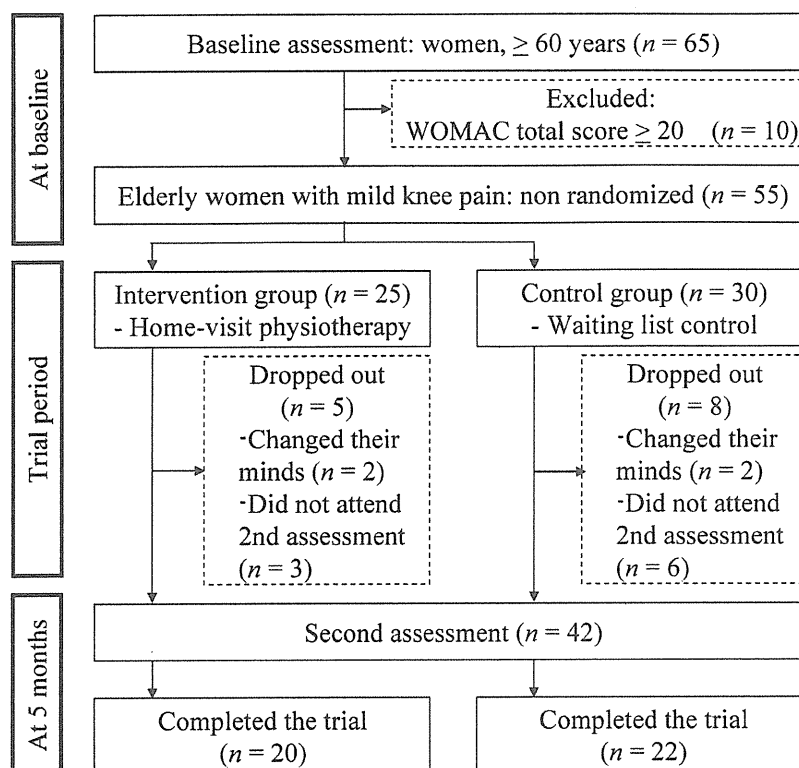 At baseline
Baseline assessment: women, ≥ 60 years (n = 65)
Excluded:
WOMAC total score ≥ 20 (n = 10)
Elderly women with mild knee pain: non randomized (n = 55)
Trial period
Intervention group (n = 25)
- Home-visit physiotherapy
Control group (n = 30)
- Waiting list control
Dropped out
(n = 5)
-Changed their
minds (n = 2)
-Did not attend
2nd assessment
(n = 3)
Dropped out
(n = 8)
-Changed their
minds (n = 2)
-Did not attend
2nd assessment
(n = 6)
At 5 months
Second assessment (n = 42)
Completed the trial
(n = 20)
Completed the trial
(n = 22)